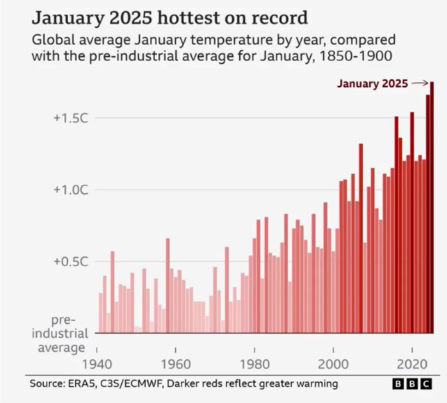 January 2025 hottest on record
Global average January temperature by year, compared
with the pre-industrial average for January, 1850-1900
January 2025
+1.5C
+1.0C
+0.5C
pre-
industrial
average
1940
1960
1980
2000
2020
Source: ERA5, C3S/ECMWF, Darker reds reflect greater warming
BBC